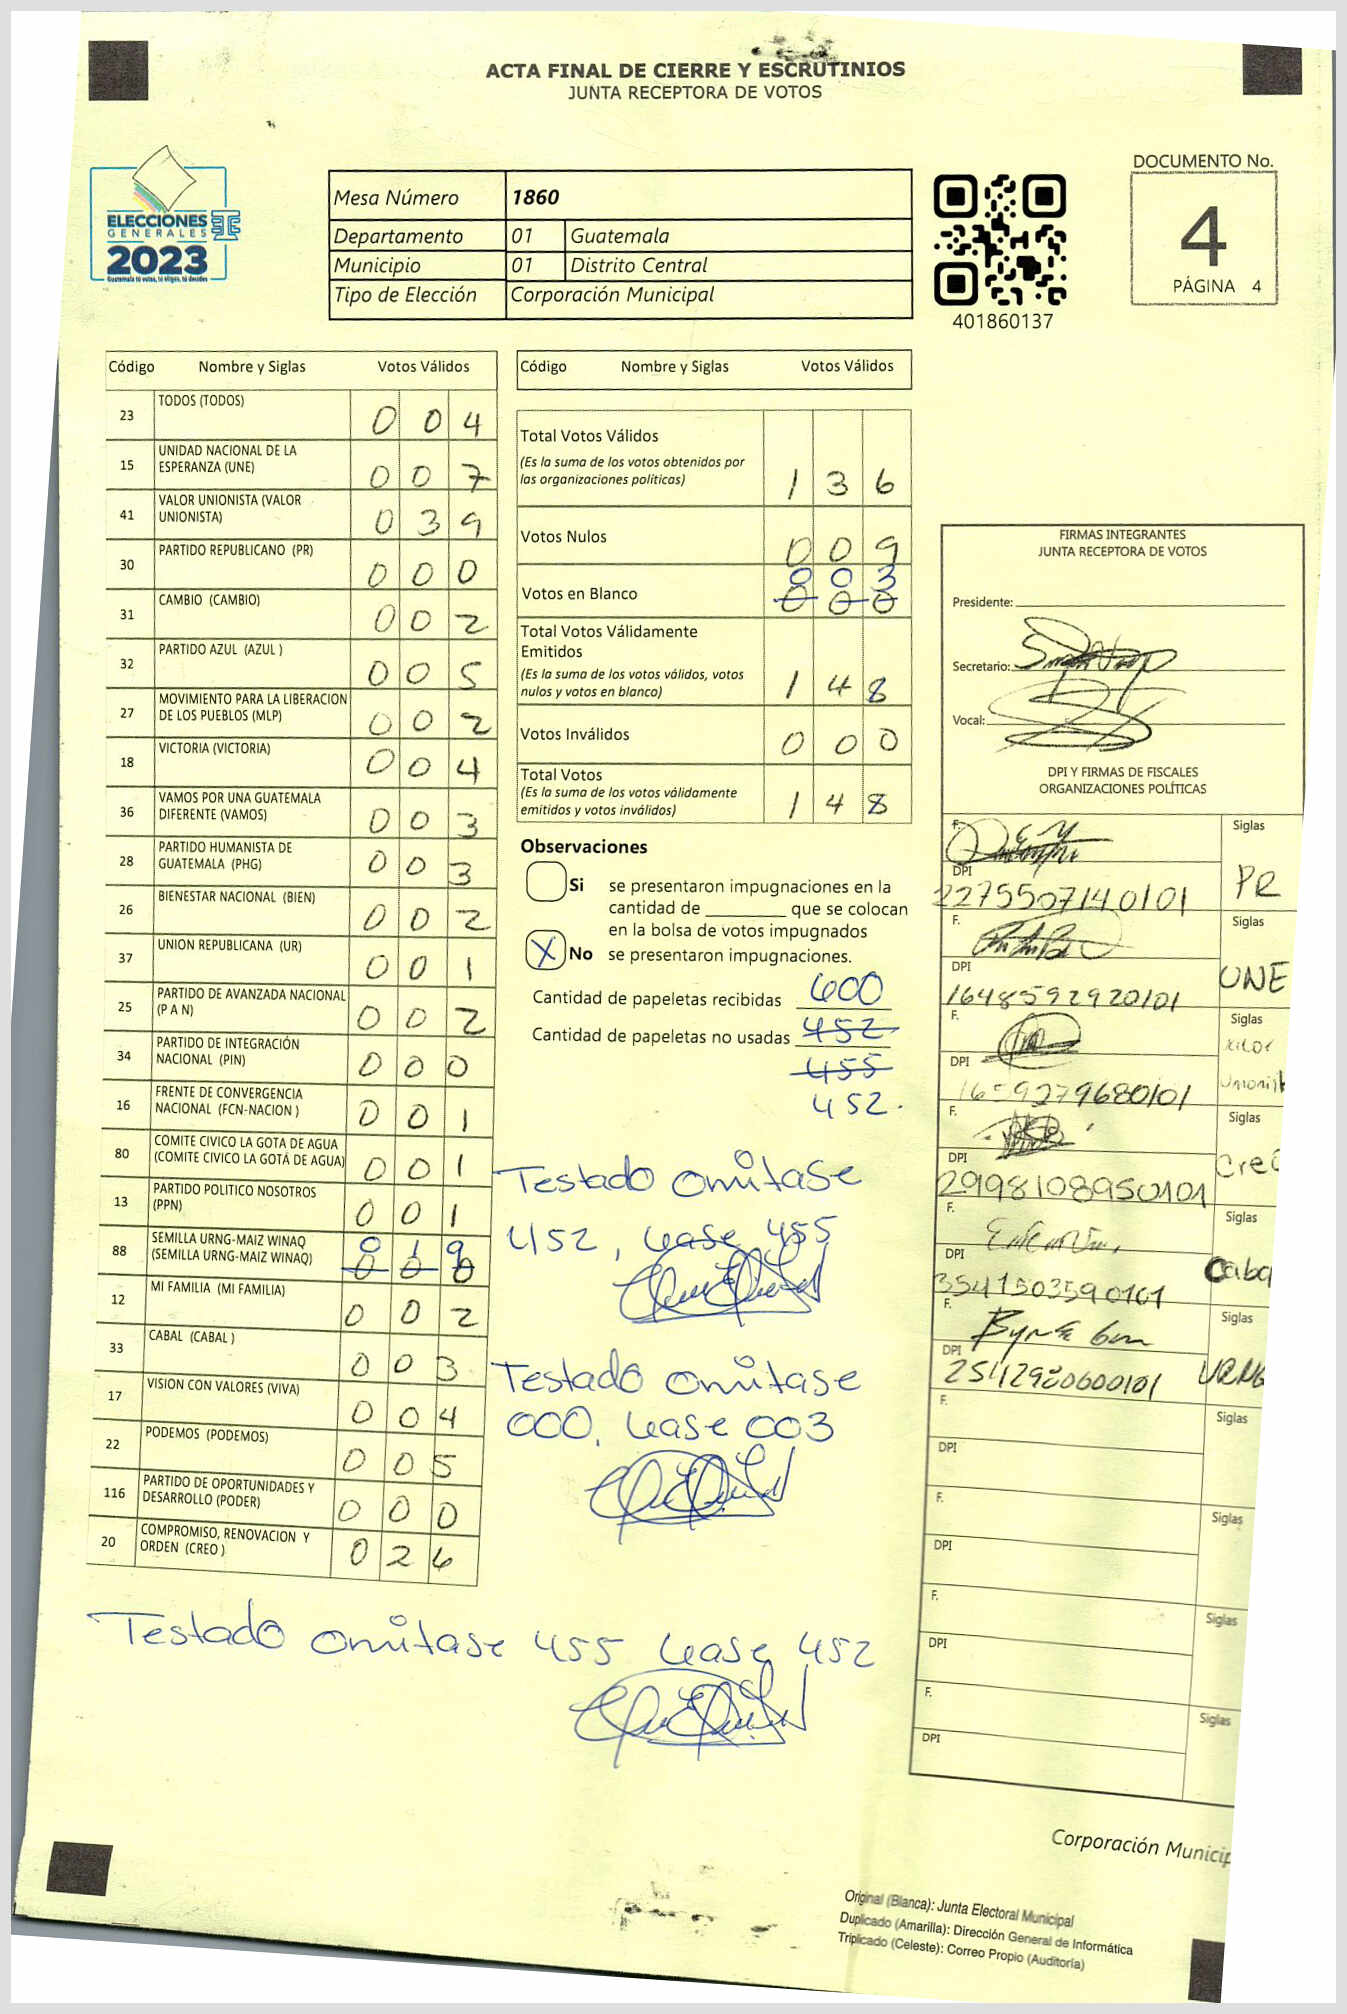 ACTA FINAL DE CIERRE Y ESCRUTINIOS
JUNTA RECEPTORA DE VOTOS
ELECCIONES
GENERALES
2023
Guatemala tú votas, tú eliges, tú decides
Mesa Número 1860
Departamento 01 Guatemala
Municipio 01 Distrito Central
Tipo de Elección Corporación Municipal
401860137
DOCUMENTO No.
4
PÁGINA 4
Código Nombre y Siglas Votos Válidos
23 TODOS (TODOS) 0 0 4
15 UNIDAD NACIONAL DE LA
ESPERANZA (UNE) 0 0 7
41 VALOR UNIONISTA (VALOR
UNIONISTA) 0 3 9
30 PARTIDO REPUBLICANO (PR) 0 0 0
31 CAMBIO (CAMBIO) 0 0 2
32 PARTIDO AZUL (AZUL ) 0 0 5
27 MOVIMIENTO PARA LA LIBERACION
DE LOS PUEBLOS (MLP) 0 0 2
18 VICTORIA (VICTORIA) 0 0 4
36 VAMOS POR UNA GUATEMALA
DIFERENTE (VAMOS) 0 0 3
28 PARTIDO HUMANISTA DE
GUATEMALA (PHG) 0 0 3
26 BIENESTAR NACIONAL (BIEN) 0 0 2
37 UNION REPUBLICANA (UR) 0 0 1
25 PARTIDO DE AVANZADA NACIONAL
(P A N) 0 0 2
34 PARTIDO DE INTEGRACIÓN
NACIONAL (PIN) 0 0 0
16 FRENTE DE CONVERGENCIA
NACIONAL (FCN-NACION ) 0 0 1
80 COMITE CIVICO LA GOTA DE AGUA
(COMITE CIVICO LA GOTA DE AGUA) 0 0 1
13 PARTIDO POLITICO NOSOTROS
(PPN) 0 0 1
88 SEMILLA URNG-MAIZ WINAQ 0 1 9
(SEMILLA URNG-MAIZ WINAQ) 0 0 0
12 MI FAMILIA (MI FAMILIA) 0 0 2
33 CABAL (CABAL ) 0 0 3
17 VISION CON VALORES (VIVA) 0 0 4
22 PODEMOS (PODEMOS) 0 0 5
116 PARTIDO DE OPORTUNIDADES Y
DESARROLLO (PODER) 0 0 0
20 COMPROMISO, RENOVACION Y
ORDEN (CREO ) 0 2 6
Código Nombre y Siglas Votos Válidos
Total Votos Válidos
(Es la suma de los votos obtenidos por
las organizaciones políticas) 1 3 6
Votos Nulos 0 0 9
0 0 3
Votos en Blanco 0 0 0
Total Votos Válidamente
Emitidos
(Es la suma de los votos válidos, votos
nulos y votos en blanco) 1 4 8
Votos Inválidos 0 0 0
Total Votos
(Es la suma de los votos válidamente
emitidos y votos inválidos) 1 4 8
Observaciones
Si se presentaron impugnaciones en la
cantidad de ________ que se colocan
en la bolsa de votos impugnados
X No se presentaron impugnaciones.
Cantidad de papeletas recibidas 600
Cantidad de papeletas no usadas 452
455
452.
Testado omitase
452, lease 455
Testado omitase
000, lease 003
Testado omitase 455 lease 452
FIRMAS INTEGRANTES
JUNTA RECEPTORA DE VOTOS
Presidente:
Secretario:
Vocal:
DPI Y FIRMAS DE FISCALES
ORGANIZACIONES POLÍTICAS
F. Siglas
DPI PR
2275507140101
F. Siglas
DPI UNE
1648592920101
F. Siglas
DPI
1659279680101
F. Siglas
DPI Creo
2998108950101
F. Siglas
DPI Caba
3541503590101
F. Siglas
DPI URNG
2542980600101
F. Siglas
DPI
F. Siglas
DPI
F. Siglas
DPI
F. Siglas
DPI
Corporación Municip
Original (Blanca): Junta Electoral Municipal
Duplicado (Amarilla): Dirección General de Informática
Triplicado (Celeste): Correo Propio (Auditoría)